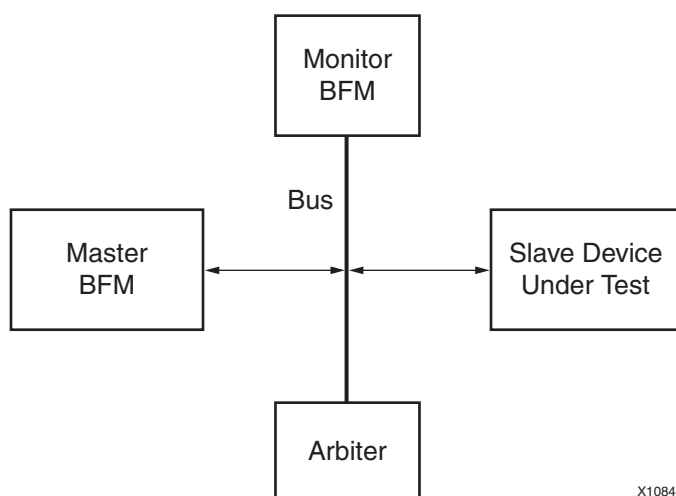 Monitor
BFM
Bus
Master
BFM
Slave Device
Under Test
Arbiter
X1084